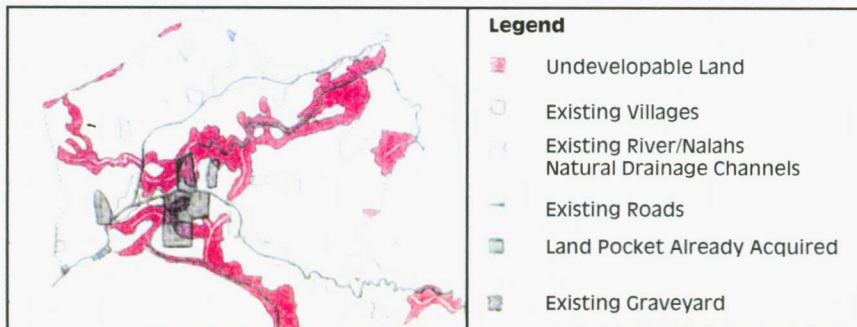 Legend
Undevelopable Land
Existing Villages
Existing River/Nalahs
Natural Drainage Channels
Existing Roads
Land Pocket Already Acquired
Existing Graveyard